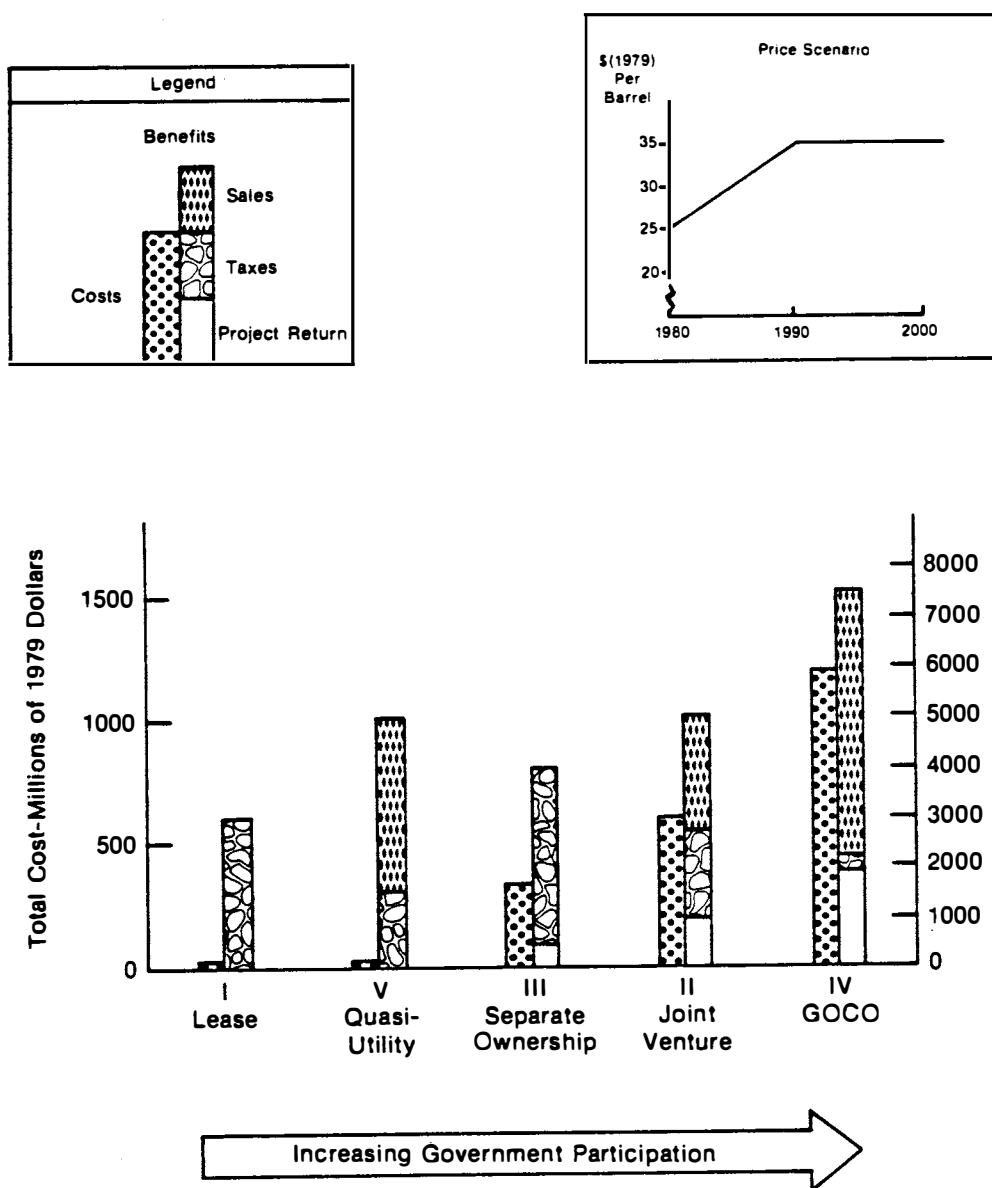 Legend
Benefits
Sales
Taxes
Costs
Project Return
Price Scenario
$(1979)
Per
Barrel
35
30
25
20
1980
1990
2000
Total Cost-Millions of 1979 Dollars
1500
1000
500
0
8000
7000
6000
5000
4000
3000
2000
1000
0
I
Lease
V
Quasi-
Utility
III
Separate
Ownership
II
Joint
Venture
IV
GOCO
Increasing Government Participation